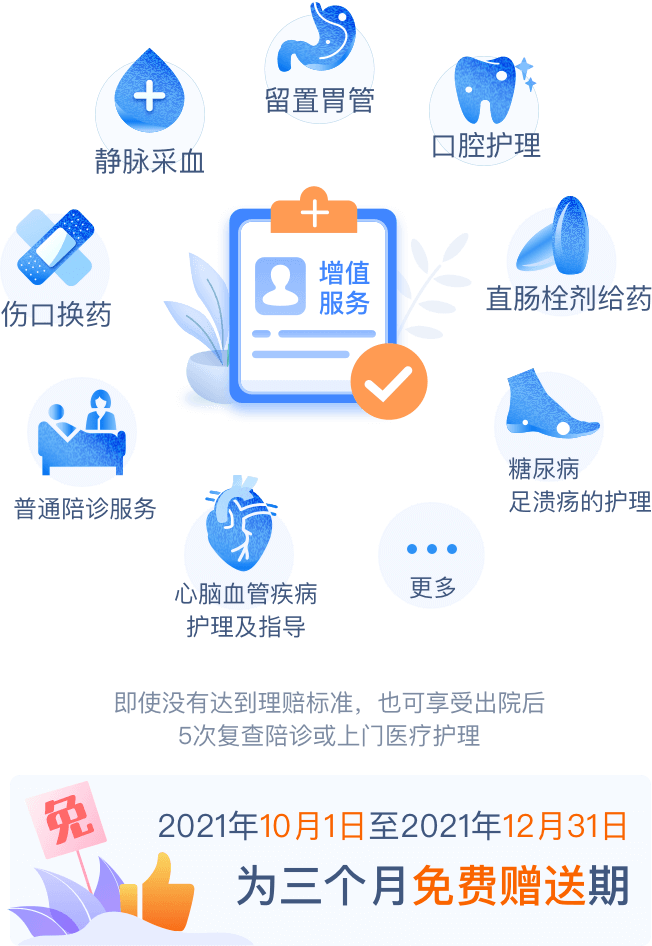 留置胃管
静脉采血
口腔护理
增值
服务
伤口换药
直肠栓剂给药
普通陪诊服务
糖尿病
足溃疡的护理
心脑血管疾病
护理及指导
更多
即使没有达到理赔标准，也可享受出院后
5次复查陪诊或上门医疗护理
免
2021年10月1日至2021年12月31日
为三个月免费赠送期